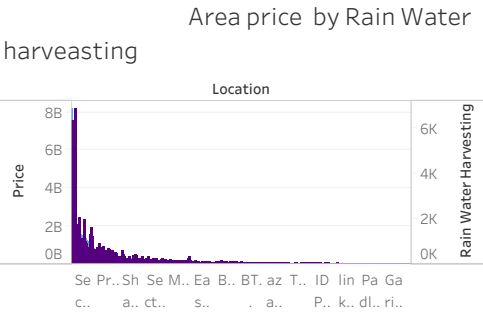 Area price by Rain Water
harveasting
Location
Price
8B
6B
4B
2B
0B
6K
4K
2K
0K
Rain Water Harvesting
Se Pr.. Sh Se M.. Ea B.. BT. az T.. ID lin Pa Ga
c.. a.. ct.. s.. . a.. P.. k.. dl.. ri..